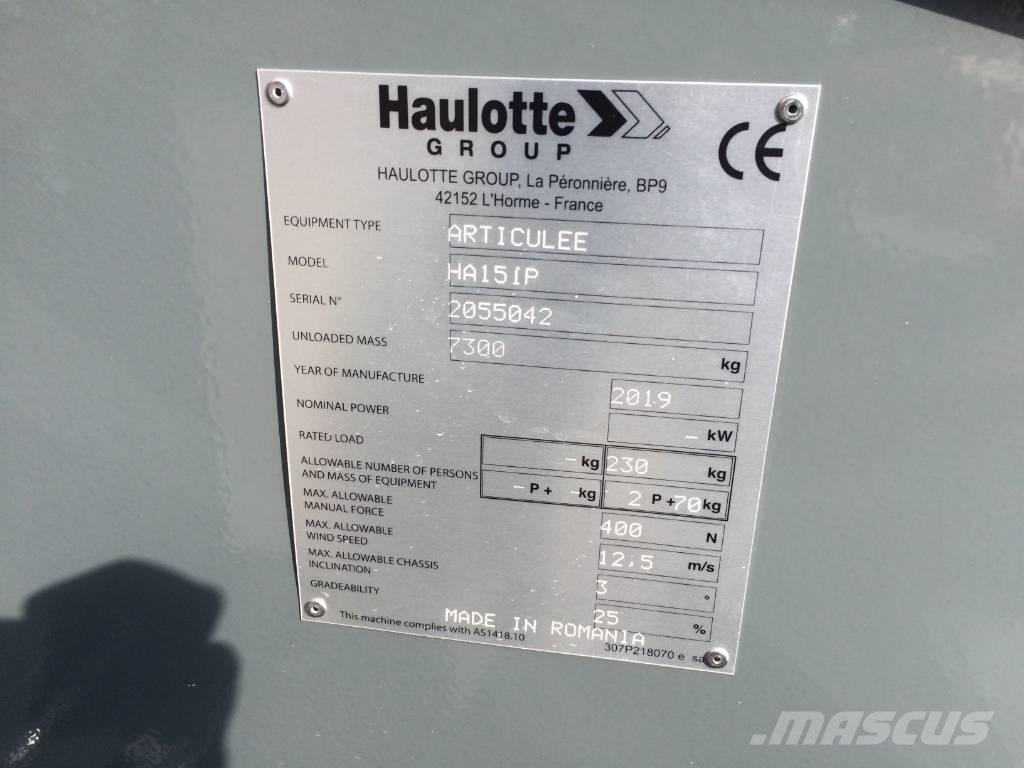 Haulotte
GROUP
CE
HAULOTTE GROUP, La Péronnière, BP9
42152 L'Horme - France
EQUIPMENT TYPE ARTICULEE
MODEL HA15IP
SERIAL N° 2055042
UNLOADED MASS 7300 kg
YEAR OF MANUFACTURE 2019
NOMINAL POWER - kW
RATED LOAD - kg 230 kg
ALLOWABLE NUMBER OF PERSONS
AND MASS OF EQUIPMENT - P + - kg 2 P + 70 kg
MAX. ALLOWABLE
MANUAL FORCE 400 N
MAX. ALLOWABLE
WIND SPEED 12,5 m/s
MAX. ALLOWABLE CHASSIS
INCLINATION 3 °
GRADEABILITY 25 %
MADE IN ROMANIA
This machine complies with AS1418.10
307P218070 e
MASCUS